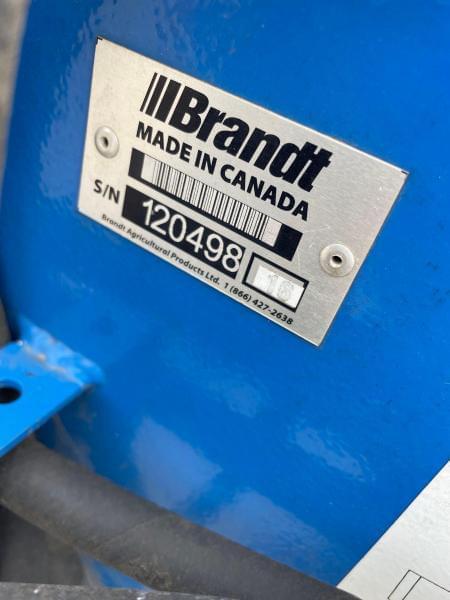 Brandt
MADE IN CANADA
S/N 120498 16
Brandt Agricultural Products Ltd. 1 (866) 427-2638